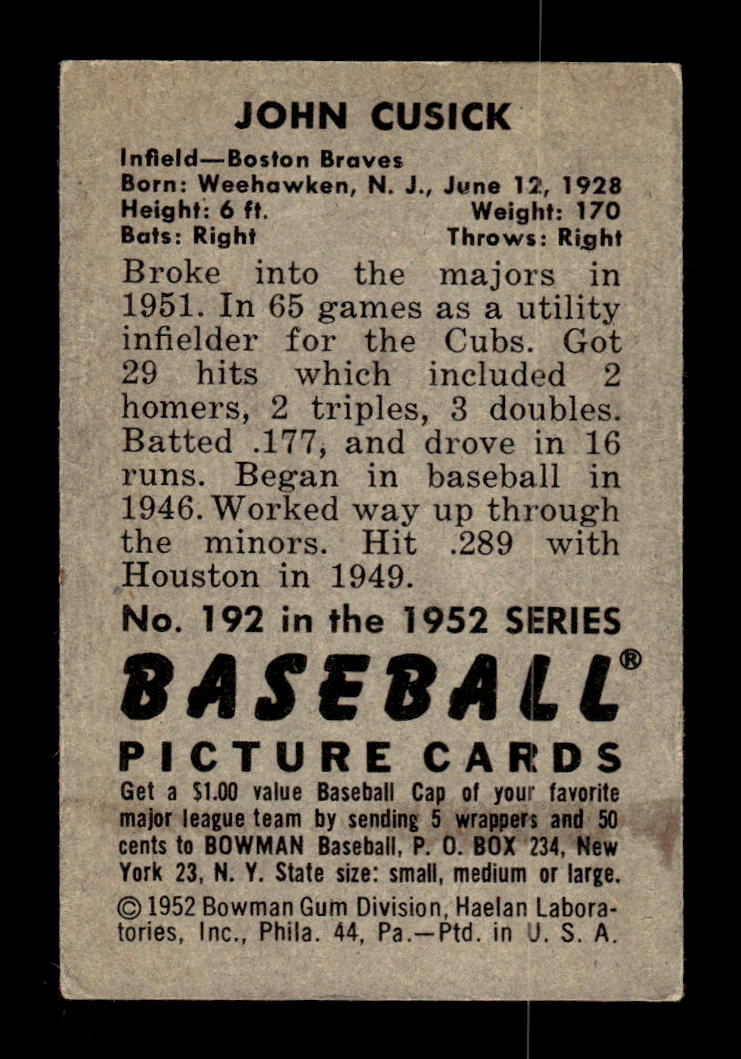 JOHN CUSICK
Infield—Boston Braves
Born: Weehawken, N. J., June 12, 1928
Height: 6 ft. Weight: 170
Bats: Right Throws: Right
Broke into the majors in
1951. In 65 games as a utility
infielder for the Cubs. Got
29 hits which included 2
homers, 2 triples, 3 doubles.
Batted .177, and drove in 16
runs. Began in baseball in
1946. Worked way up through
the minors. Hit .289 with
Houston in 1949.
No. 192 in the 1952 SERIES
BASEBALL®
PICTURE CARDS
Get a $1.00 value Baseball Cap of your favorite
major league team by sending 5 wrappers and 50
cents to BOWMAN Baseball, P. O. BOX 234, New
York 23, N. Y. State size: small, medium or large.
© 1952 Bowman Gum Division, Haelan Labora-
tories, Inc., Phila. 44, Pa.—Ptd. in U. S. A.